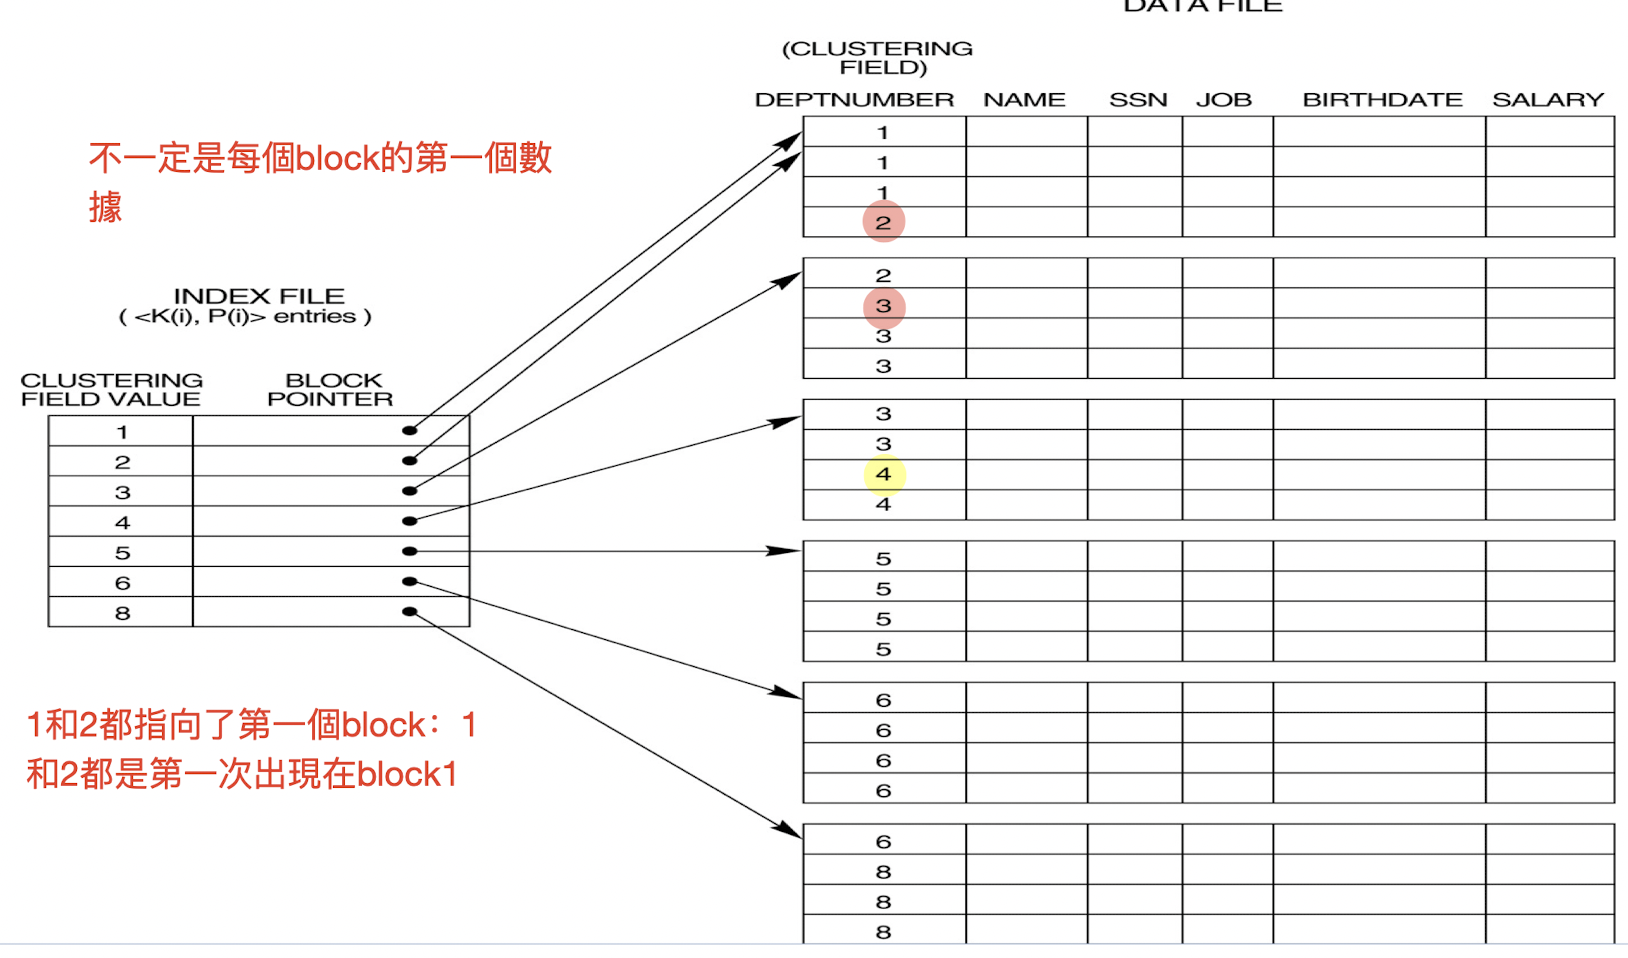 DATA FILE
(CLUSTERING
FIELD)
DEPTNUMBER NAME SSN JOB BIRTHDATE SALARY
1
1
1
2
2
3
3
3
3
3
4
4
5
5
5
5
6
6
6
6
6
8
8
8
不一定是每個block的第一個數
據
INDEX FILE
( <K(i), P(i)> entries )
CLUSTERING
FIELD VALUE
BLOCK
POINTER
1
2
3
4
5
6
8
1和2都指向了第一個block：1
和2都是第一次出現在block1